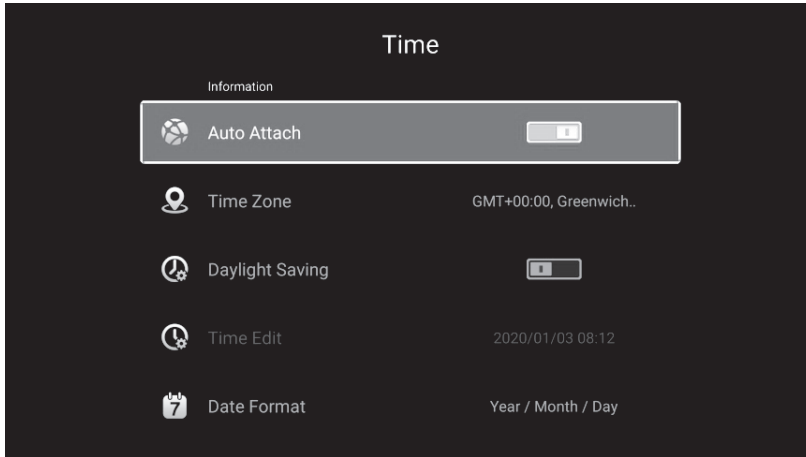 Time
Information
Auto Attach
Time Zone GMT+00:00, Greenwich..
Daylight Saving
Time Edit 2020/01/03 08:12
7 Date Format Year / Month / Day